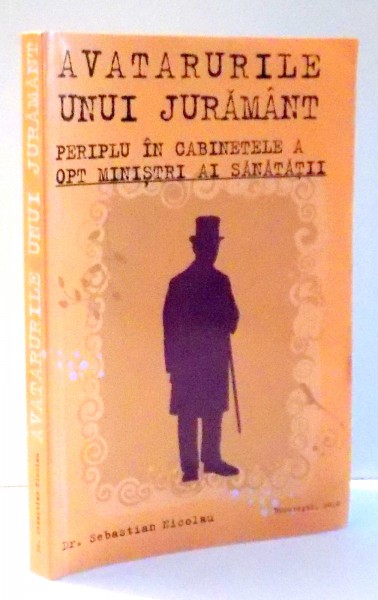 AVATARURILE
UNUI JURĂMÂNT
PERIPLU ÎN CABINETELE A
OPT MINIȘTRI AI SĂNĂTĂȚII
Dr. Sebastian Nicolau
București,
AVATARURILE UNUI JURĂMÂNT
Dr. Sebastian Nicolau